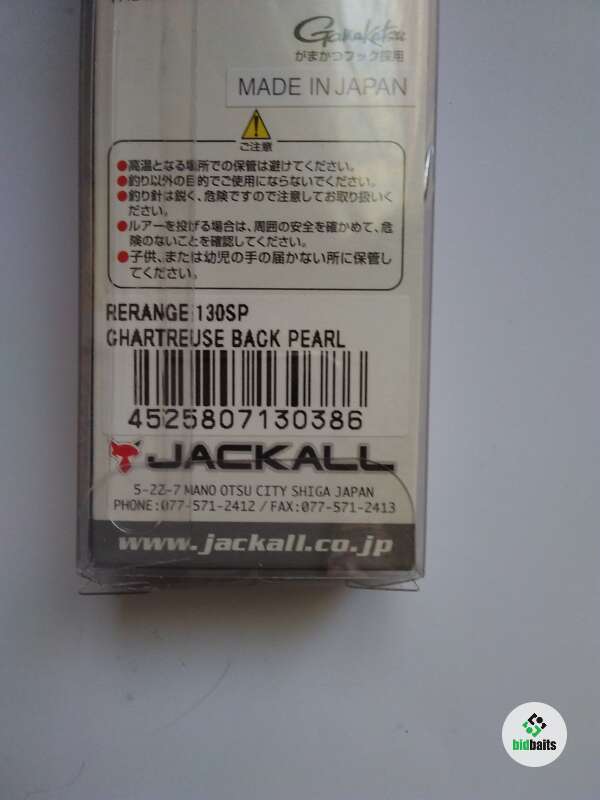 Gamakatsu
がまかつフック採用
MADE IN JAPAN
ご注意
●高温となる場所での保管は避けてください。
●釣り以外の目的でご使用にならないでください。
●釣り針は鋭く、危険ですので注意してお取り扱いく
ださい。
●ルアーを投げる場合は、周囲の安全を確かめて、危
険のないことを確認してください。
●子供、または幼児の手の届かない所に保管し
てください。
RERANGE 130SP
CHARTREUSE BACK PEARL
4525807130386
JACKALL
5-22-7 MANO OTSU CITY SHIGA JAPAN
PHONE:077-571-2412 / FAX:077-571-2413
www.jackall.co.jp
bidbaits